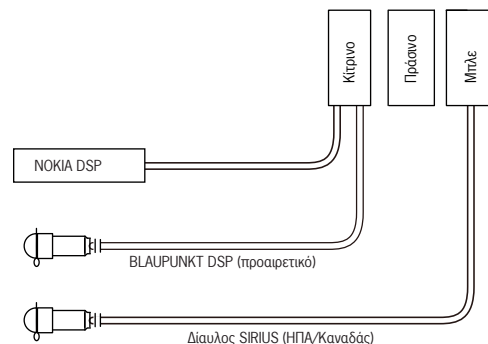 Κίτρινο
Πράσινο
Μπλε
NOKIA DSP
BLAUPUNKT DSP (προαιρετικό)
Δίαυλος SIRIUS (ΗΠΑ/Καναδάς)